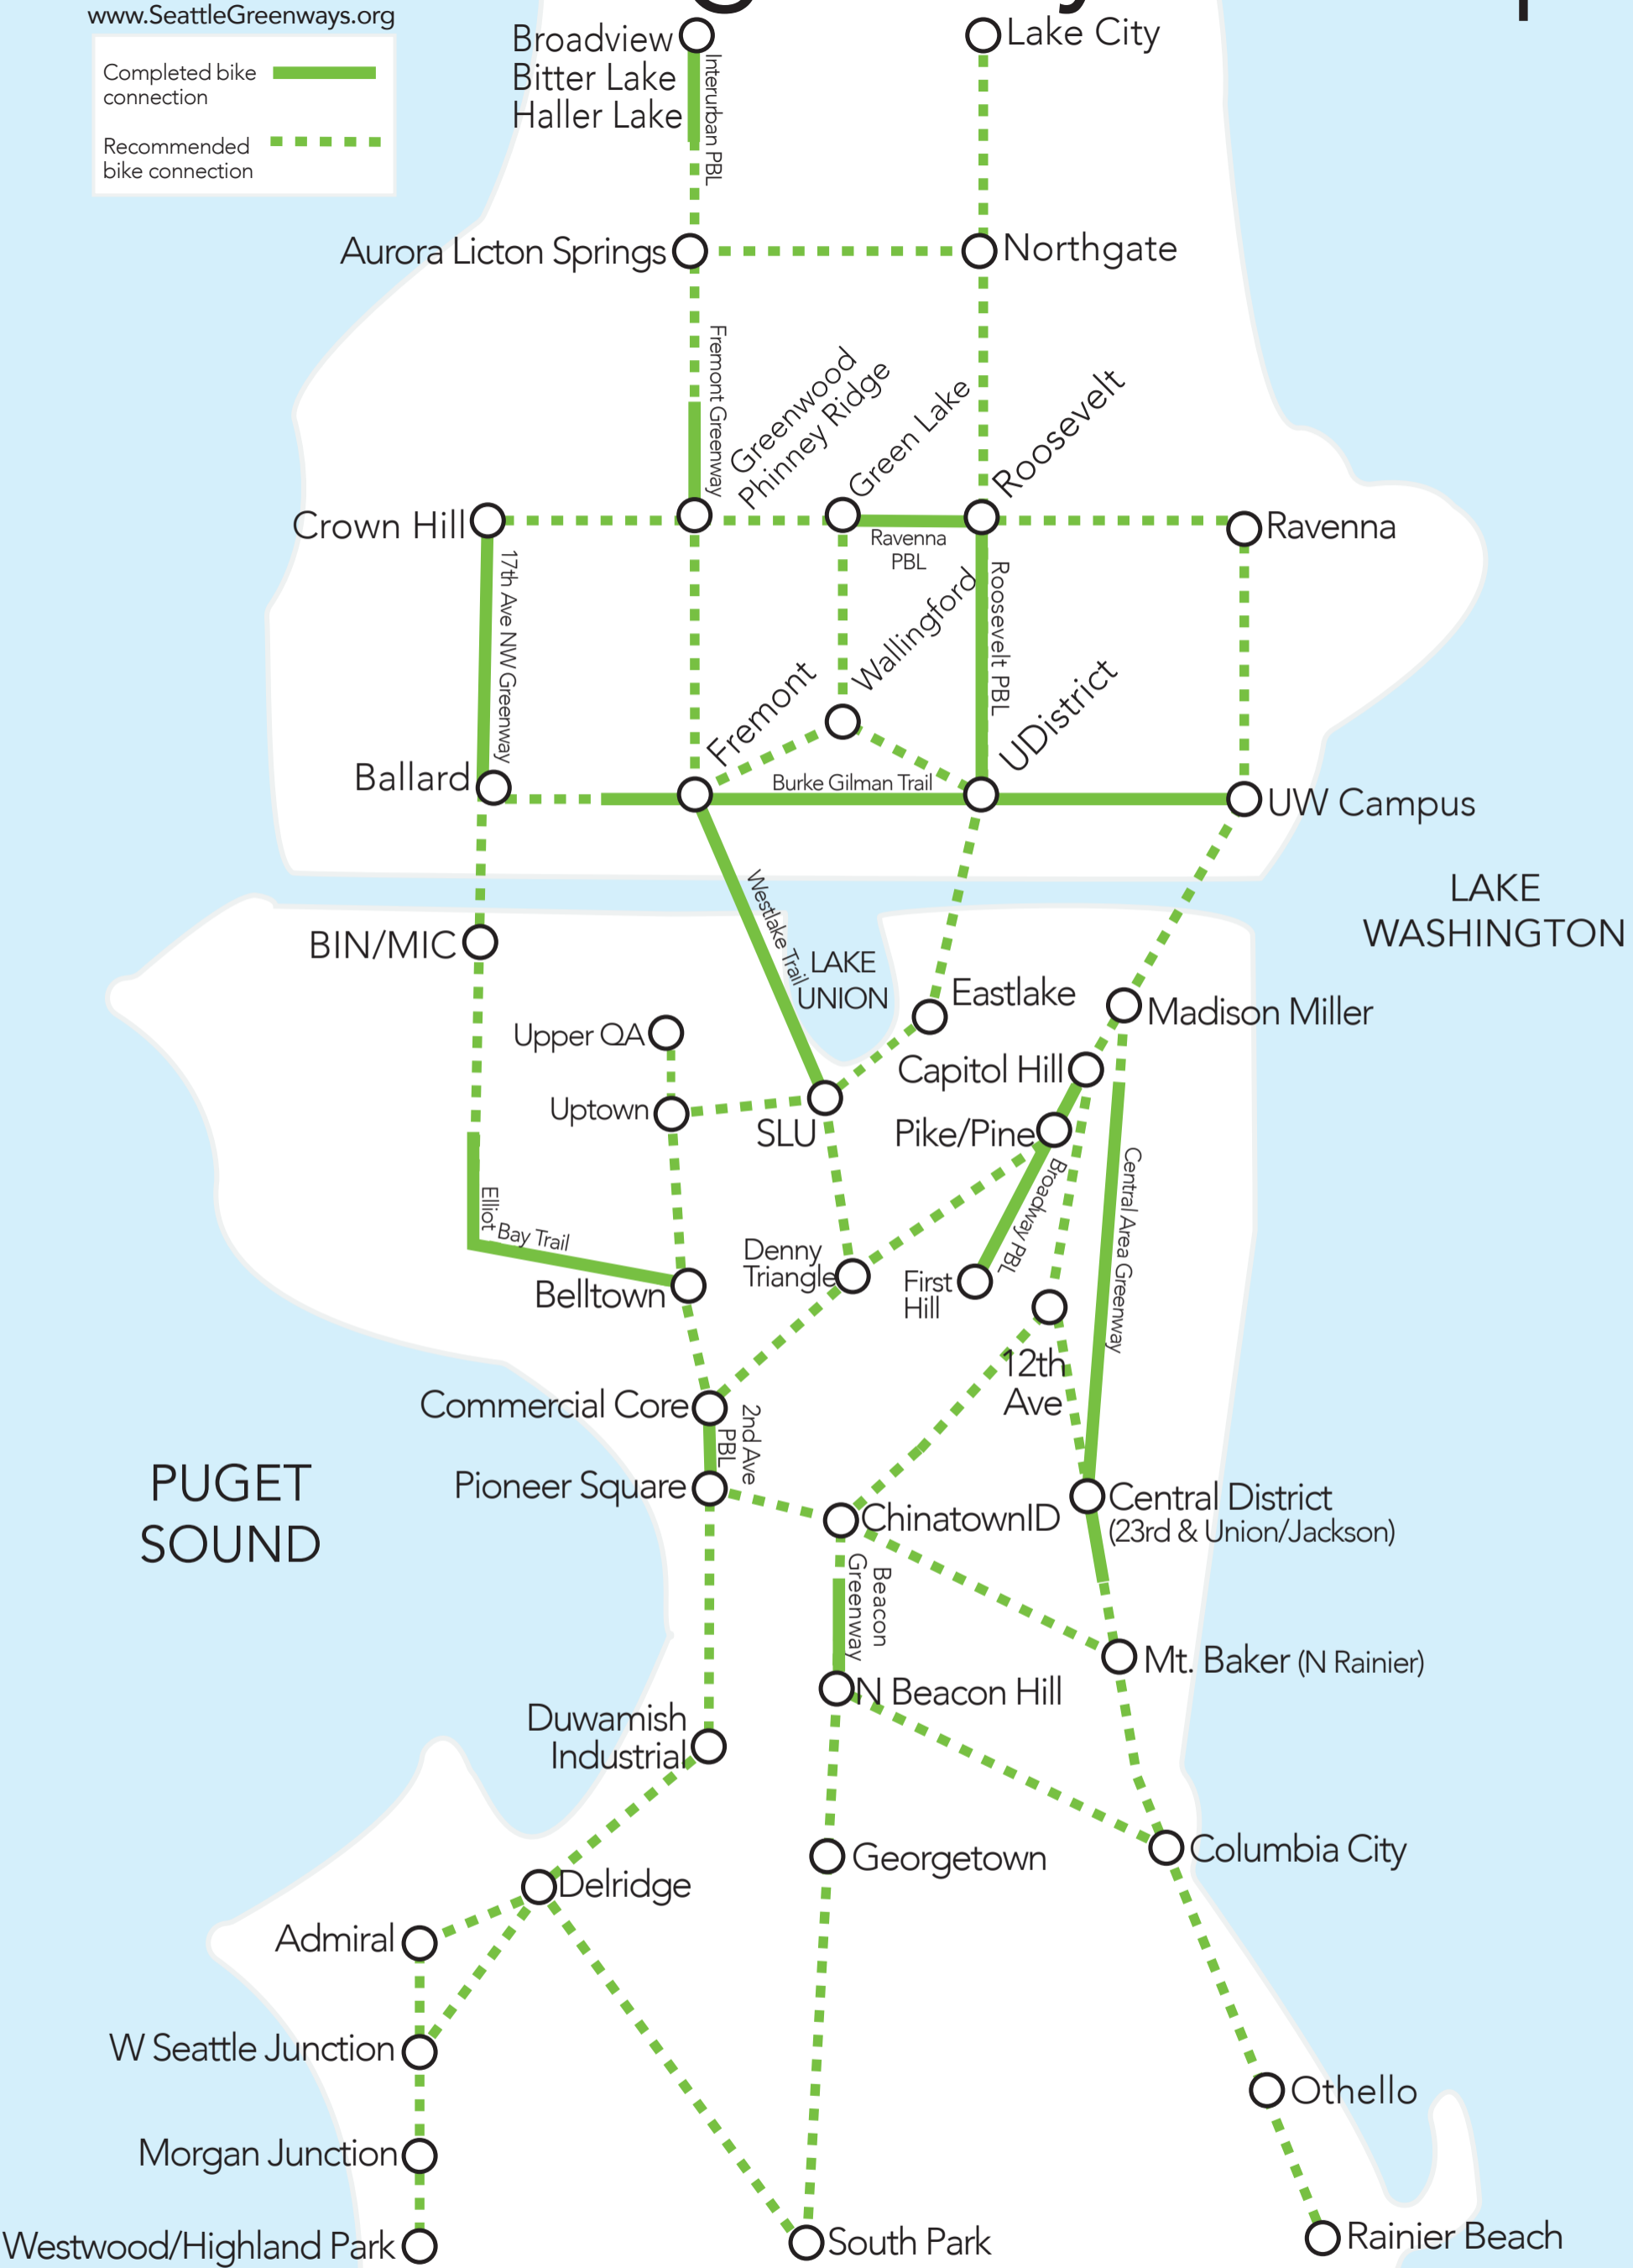 www.SeattleGreenways.org
Completed bike
connection
Recommended
bike connection
Broadview
Bitter Lake
Haller Lake
Interurban PBL
Lake City
Aurora Licton Springs
Northgate
Fremont Greenway
Greenwood
Phinney Ridge
Green Lake
Roosevelt
Crown Hill
Ravenna
PBL
Ravenna
17th Ave NW Greenway
Wallingford
Roosevelt PBL
Fremont
UDistrict
Ballard
Burke Gilman Trail
UW Campus
Westlake Trail
LAKE
WASHINGTON
BIN/MIC
LAKE
UNION
Eastlake
Madison Miller
Upper QA
Capitol Hill
Uptown
SLU
Pike/Pine
Broadway PBL
Central Area Greenway
Elliot Bay Trail
Belltown
Denny
Triangle
First
Hill
12th
Ave
Commercial Core
2nd Ave
PBL
PUGET
SOUND
Pioneer Square
ChinatownID
Central District
(23rd & Union/Jackson)
Beacon
Greenway
Mt. Baker (N Rainier)
N Beacon Hill
Duwamish
Industrial
Georgetown
Columbia City
Delridge
Admiral
W Seattle Junction
Othello
Morgan Junction
Westwood/Highland Park
South Park
Rainier Beach